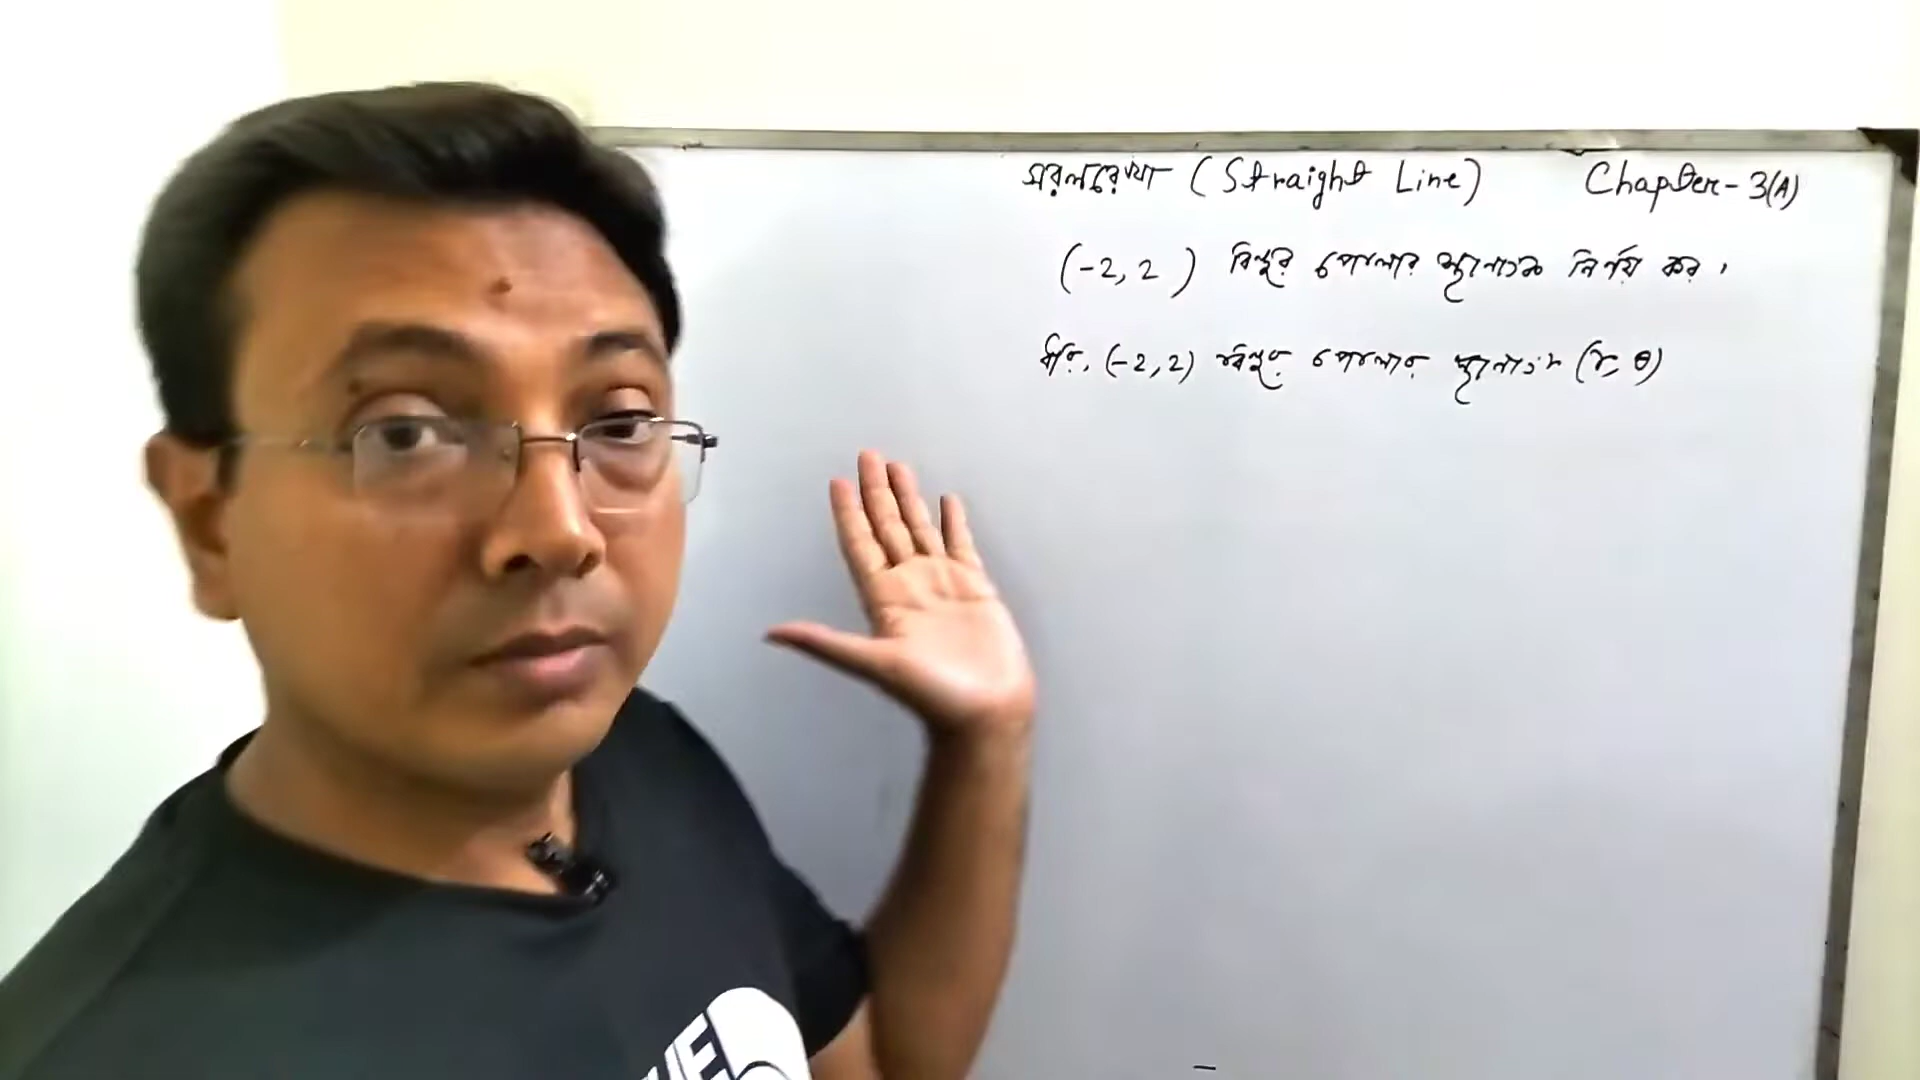 সরলরেখা (Straight Line) Chapter-3(A)
(-2, 2) বিন্দুর পোলার স্থানাঙ্ক নির্ণয় কর।
ধরি, (-2, 2) বিন্দুর পোলার স্থানাঙ্ক (r, θ)